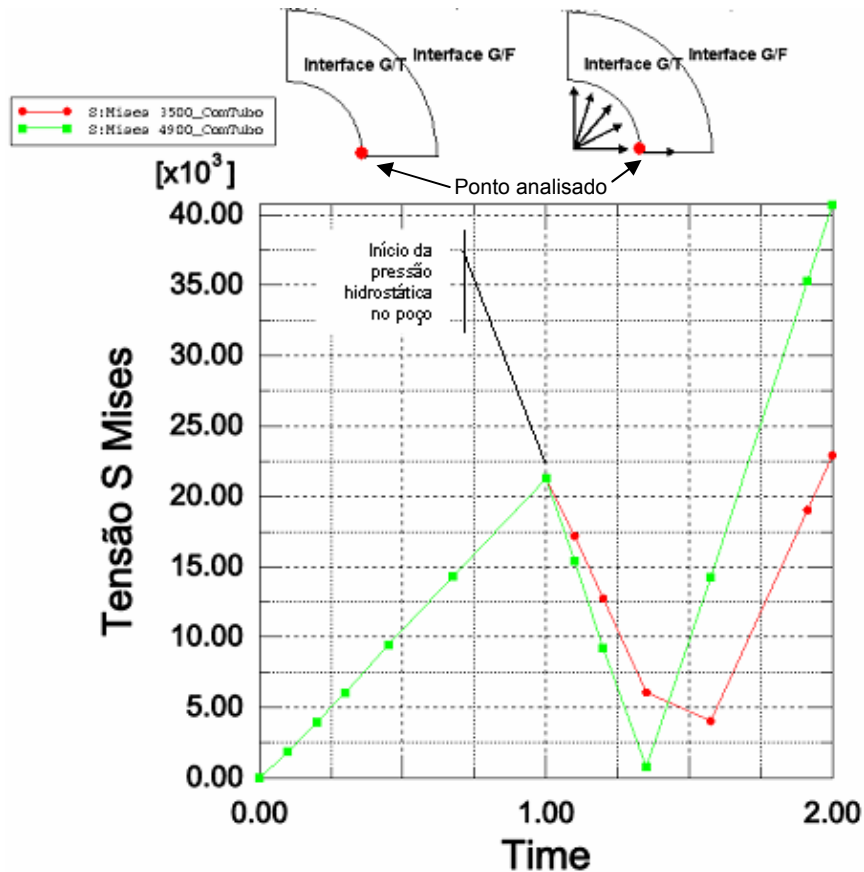 Interface G/T
Interface G/F
Interface G/T
Interface G/F
S:Mises 3500_ComTubo
S:Mises 4900_ComTubo
Ponto analisado
[x10³]
40.00
35.00
30.00
25.00
20.00
15.00
10.00
5.00
0.00
Tensão S Mises
Início da
pressão
hidrostática
no poço
0.00
1.00
2.00
Time